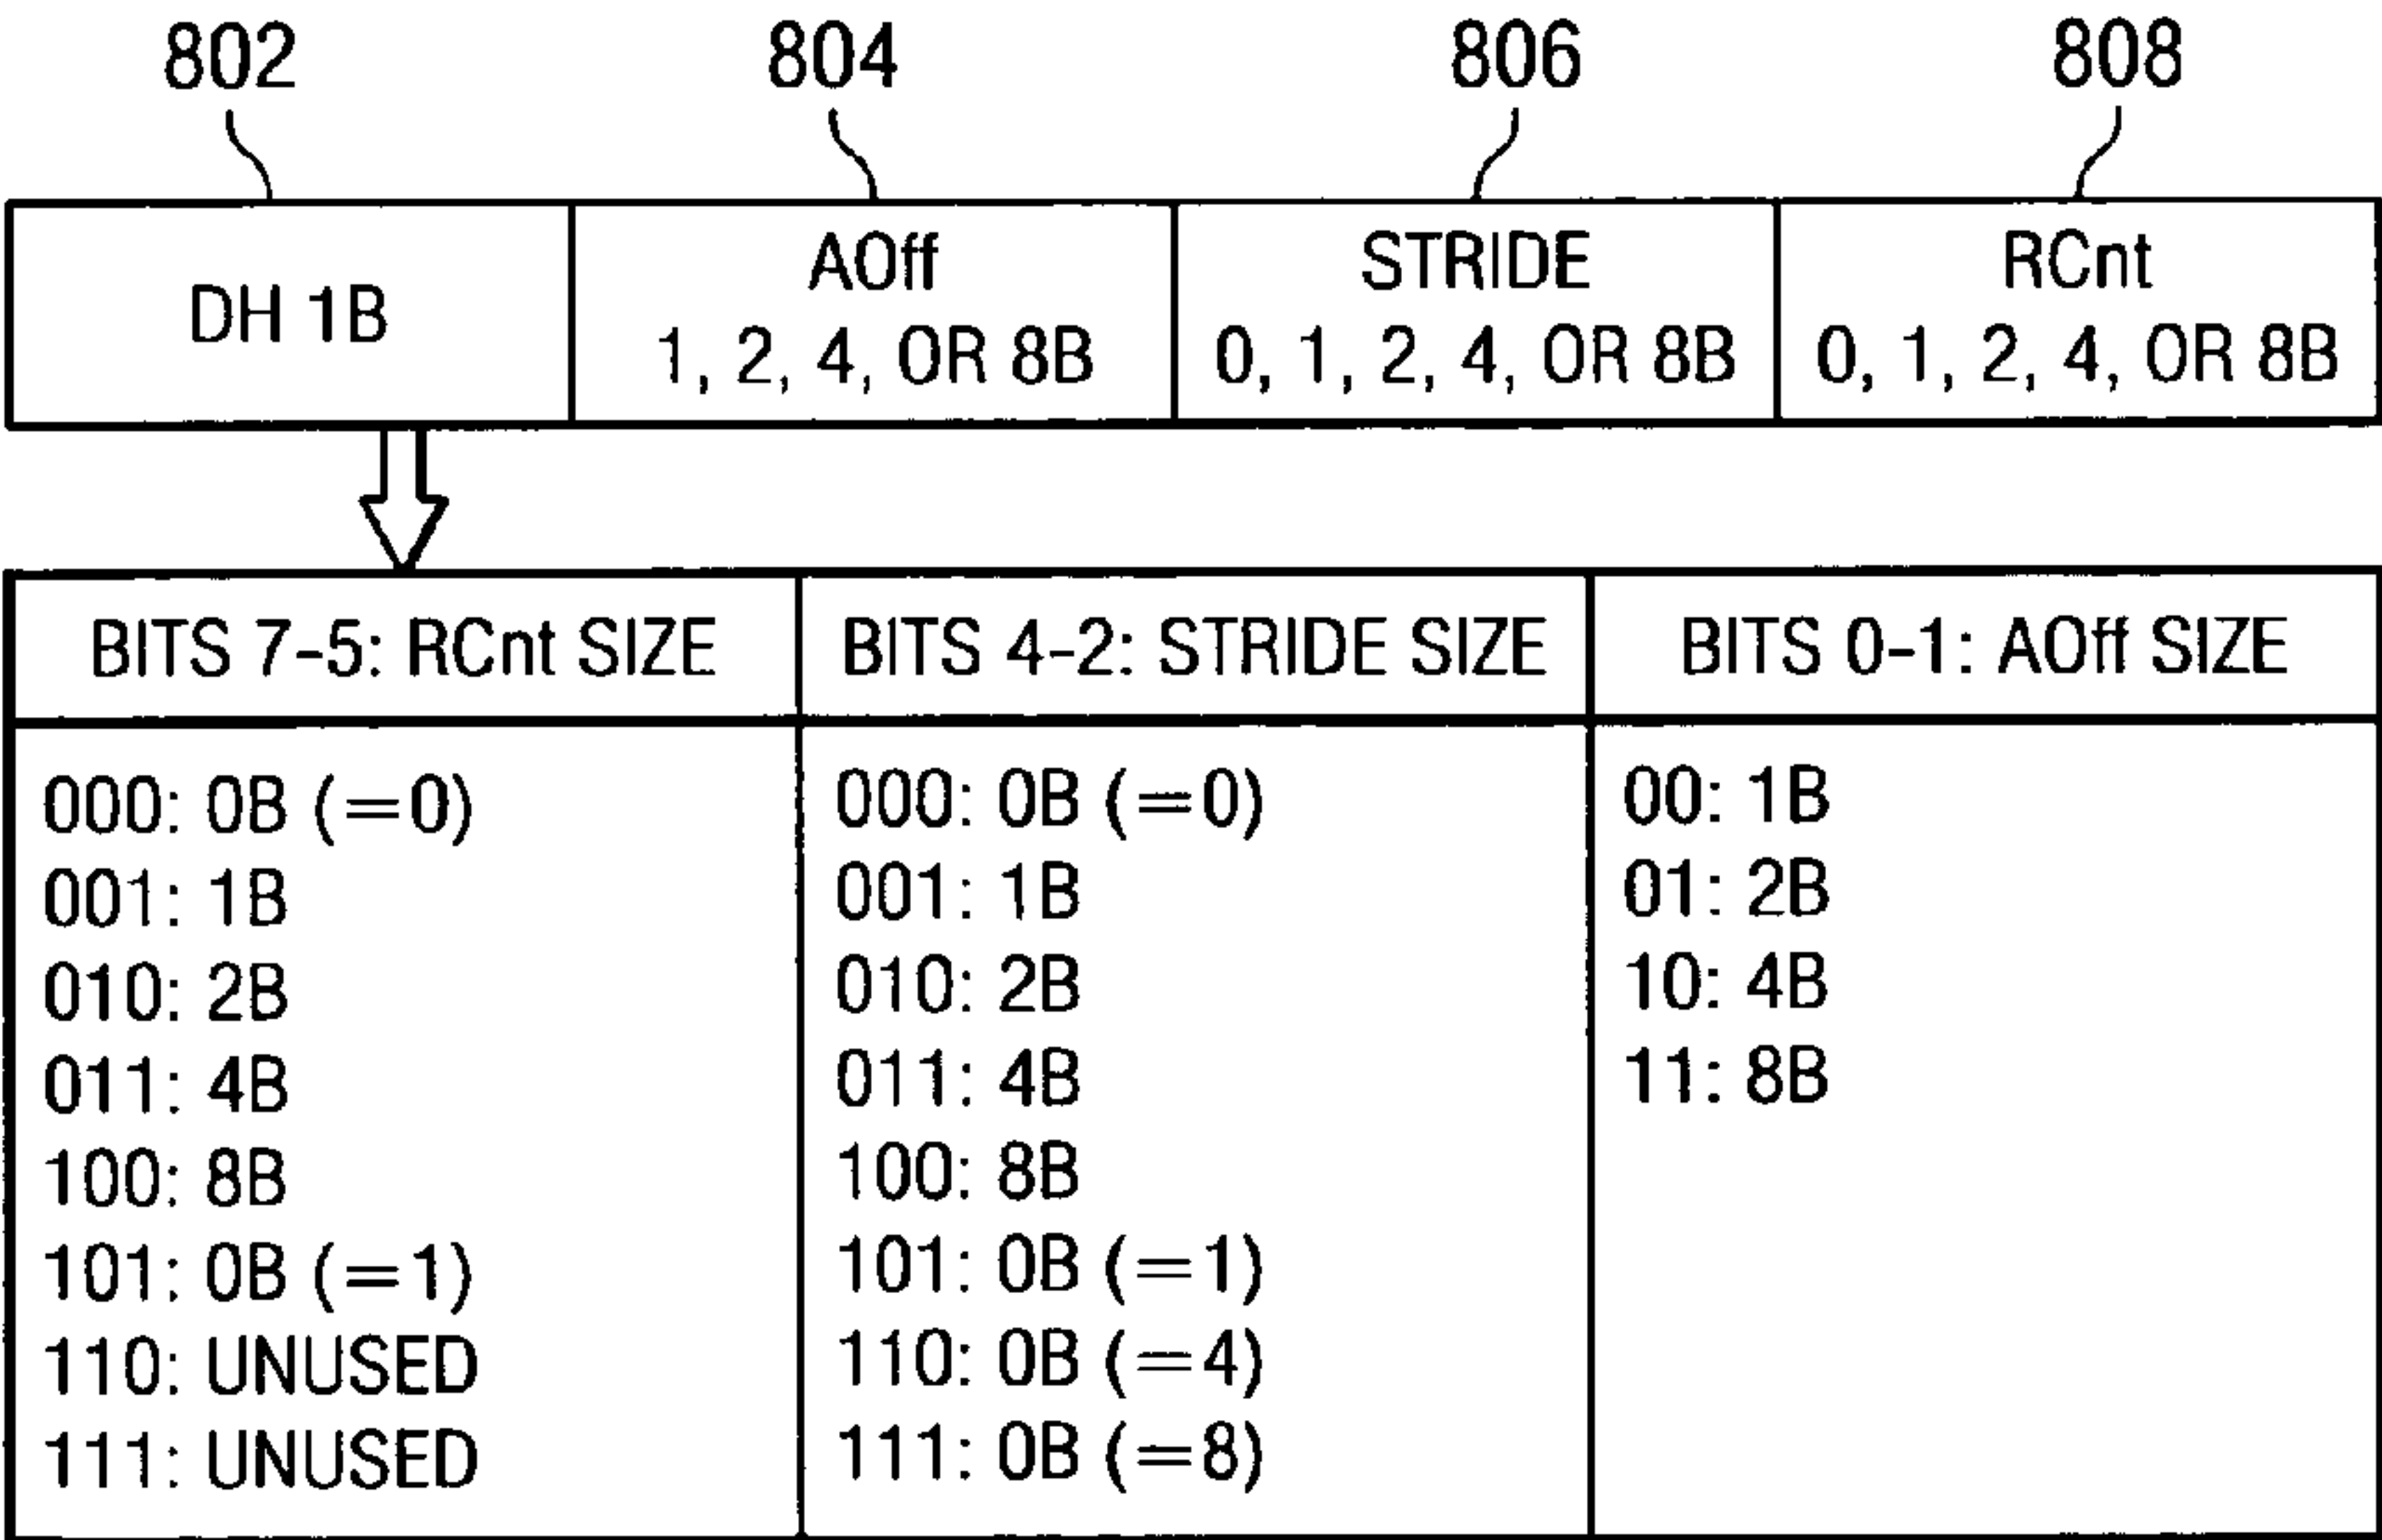 802 804 806 808
DH 1B
AOff
1, 2, 4, OR 8B
STRIDE
0, 1, 2, 4, OR 8B
RCnt
0, 1, 2, 4, OR 8B
BITS 7-5: RCnt SIZE
000: 0B (=0)
001: 1B
010: 2B
011: 4B
100: 8B
101: 0B (=1)
110: UNUSED
111: UNUSED
BITS 4-2: STRIDE SIZE
000: 0B (=0)
001: 1B
010: 2B
011: 4B
100: 8B
101: 0B (=1)
110: 0B (=4)
111: 0B (=8)
BITS 0-1: AOff SIZE
00: 1B
01: 2B
10: 4B
11: 8B